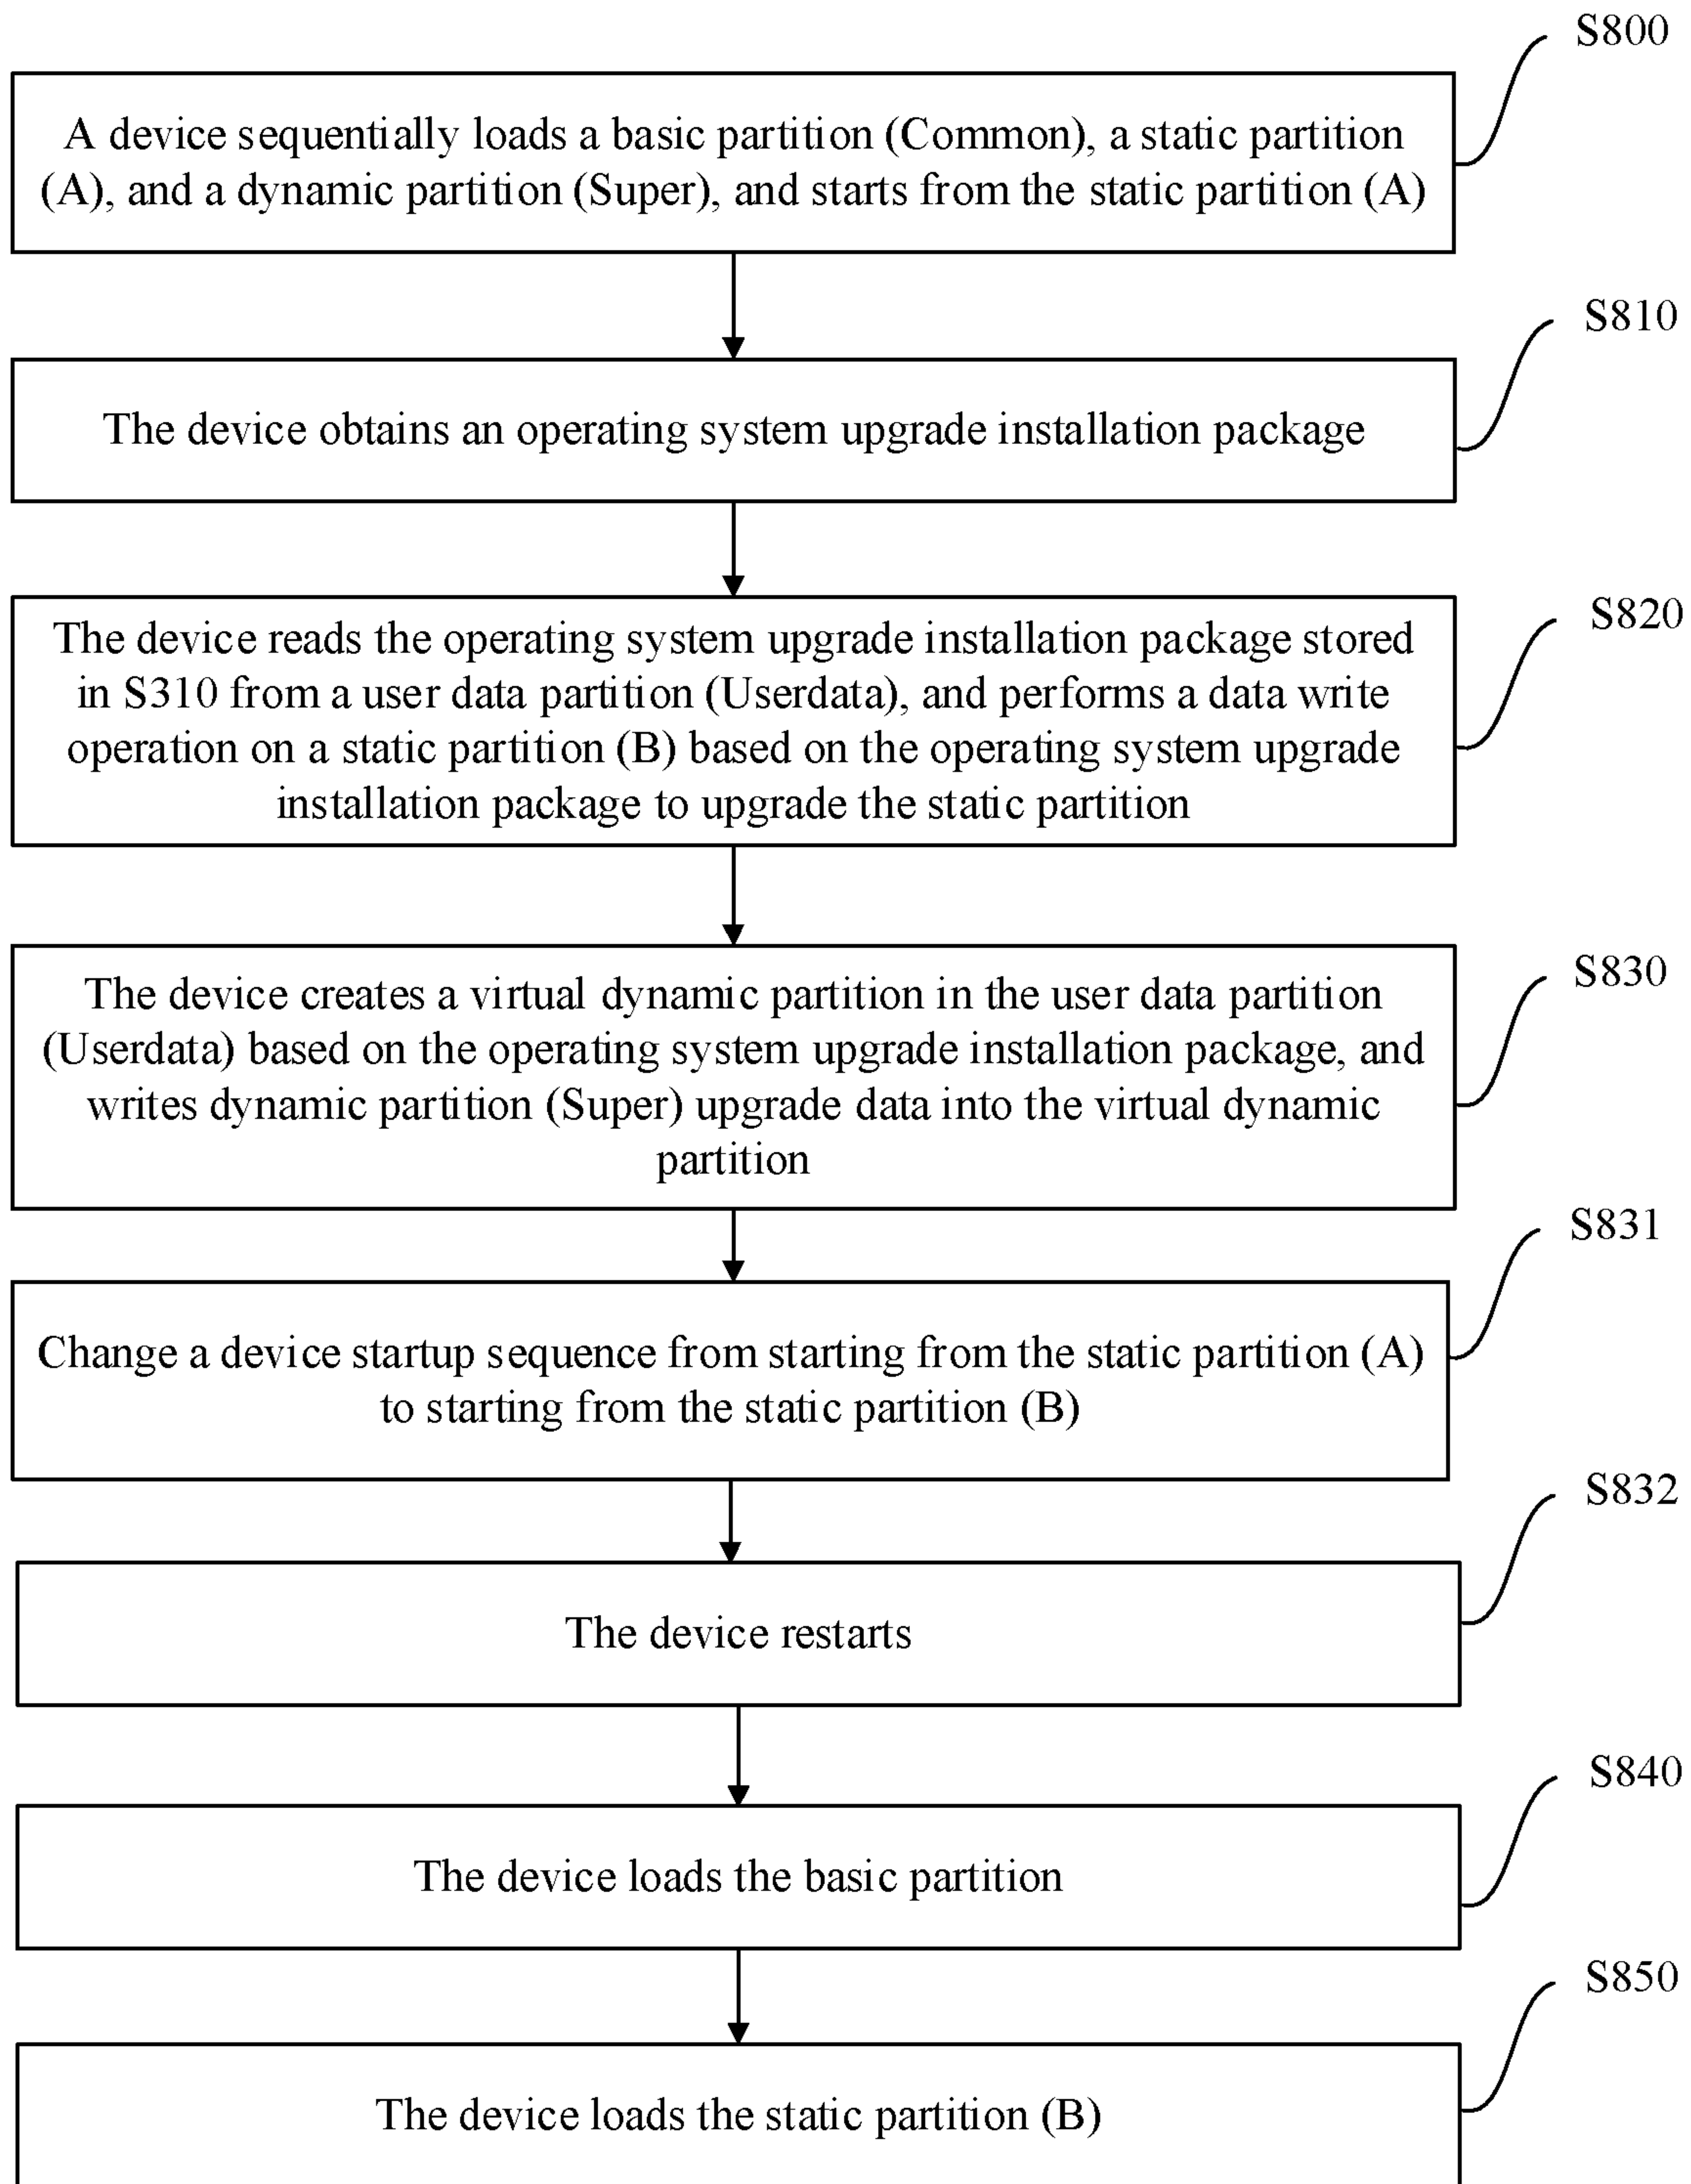 S800
A device sequentially loads a basic partition (Common), a static partition
(A), and a dynamic partition (Super), and starts from the static partition (A)
S810
The device obtains an operating system upgrade installation package
S820
The device reads the operating system upgrade installation package stored
in S310 from a user data partition (Userdata), and performs a data write
operation on a static partition (B) based on the operating system upgrade
installation package to upgrade the static partition
S830
The device creates a virtual dynamic partition in the user data partition
(Userdata) based on the operating system upgrade installation package, and
writes dynamic partition (Super) upgrade data into the virtual dynamic
partition
S831
Change a device startup sequence from starting from the static partition (A)
to starting from the static partition (B)
S832
The device restarts
S840
The device loads the basic partition
S850
The device loads the static partition (B)